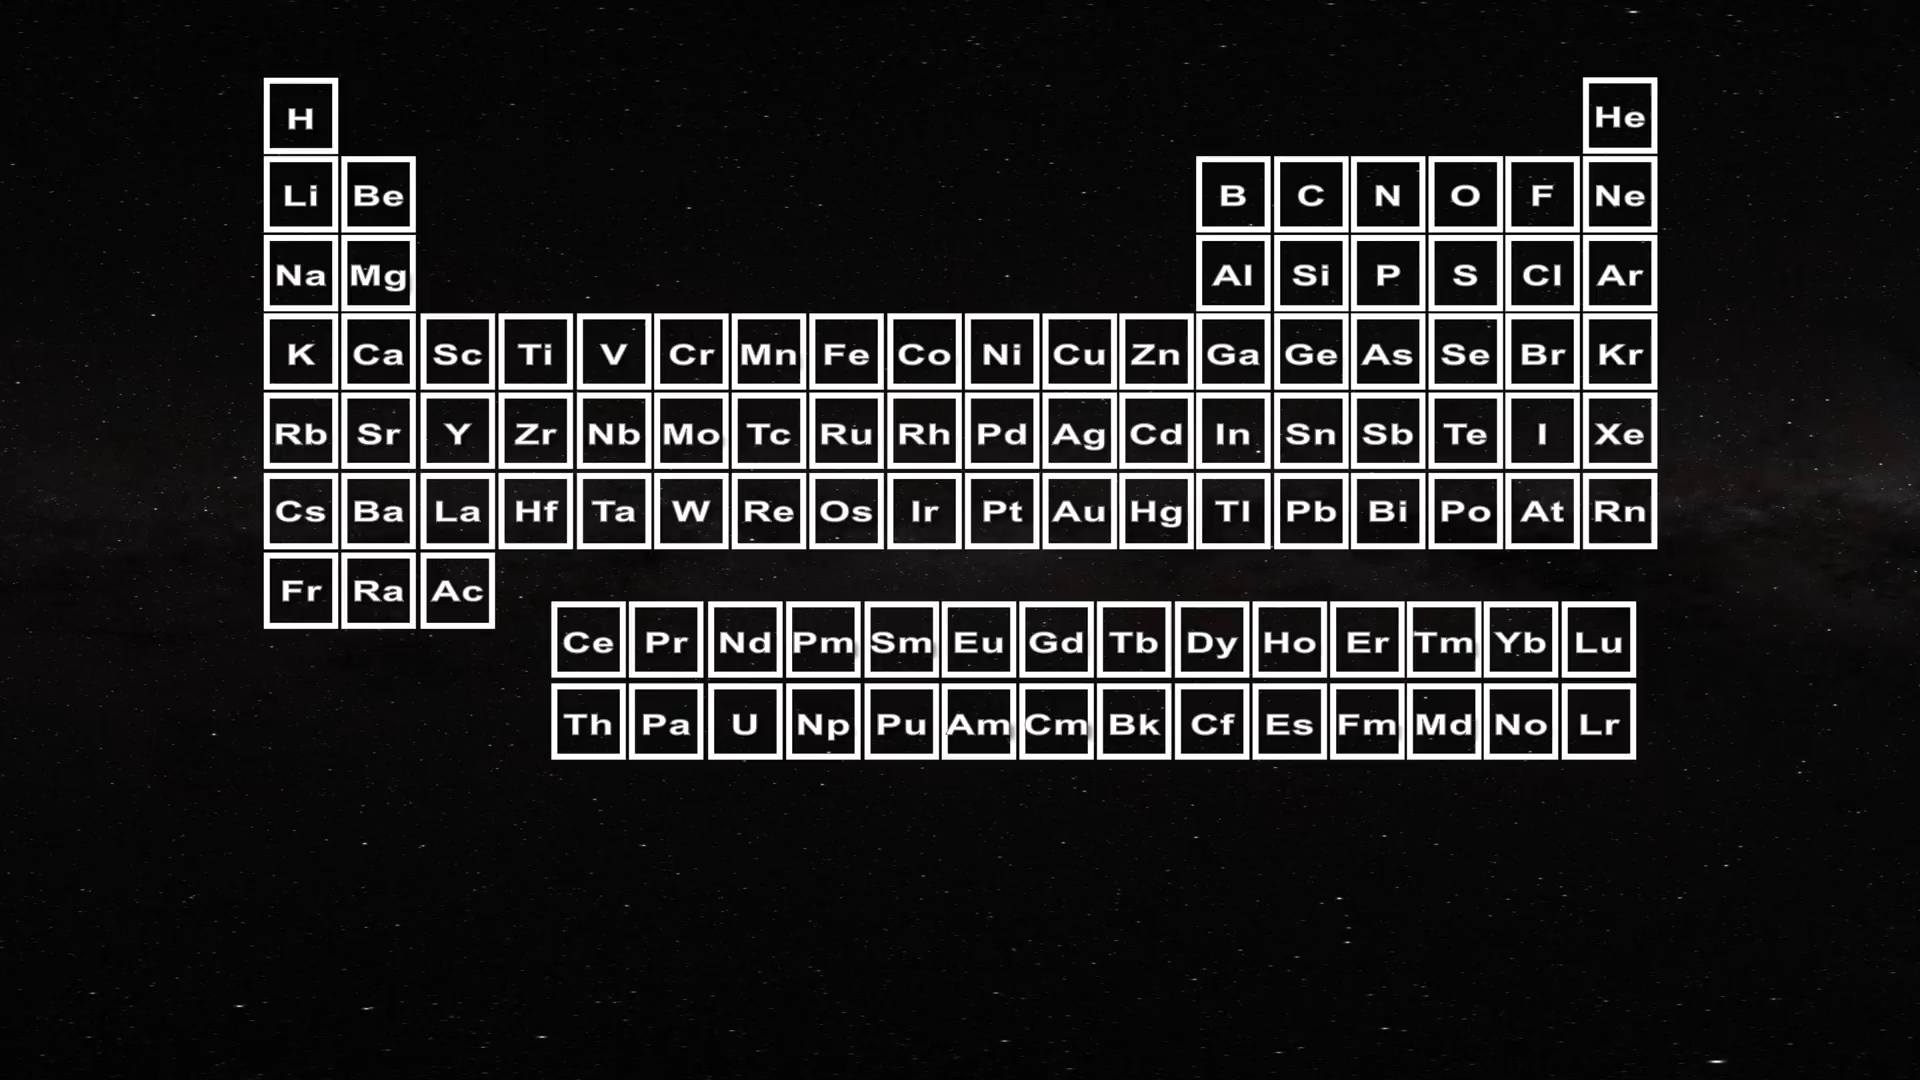 H He
Li Be B C N O F Ne
Na Mg Al Si P S Cl Ar
K Ca Sc Ti V Cr Mn Fe Co Ni Cu Zn Ga Ge As Se Br Kr
Rb Sr Y Zr Nb Mo Tc Ru Rh Pd Ag Cd In Sn Sb Te I Xe
Cs Ba La Hf Ta W Re Os Ir Pt Au Hg Tl Pb Bi Po At Rn
Fr Ra Ac
Ce Pr Nd Pm Sm Eu Gd Tb Dy Ho Er Tm Yb Lu
Th Pa U Np Pu Am Cm Bk Cf Es Fm Md No Lr